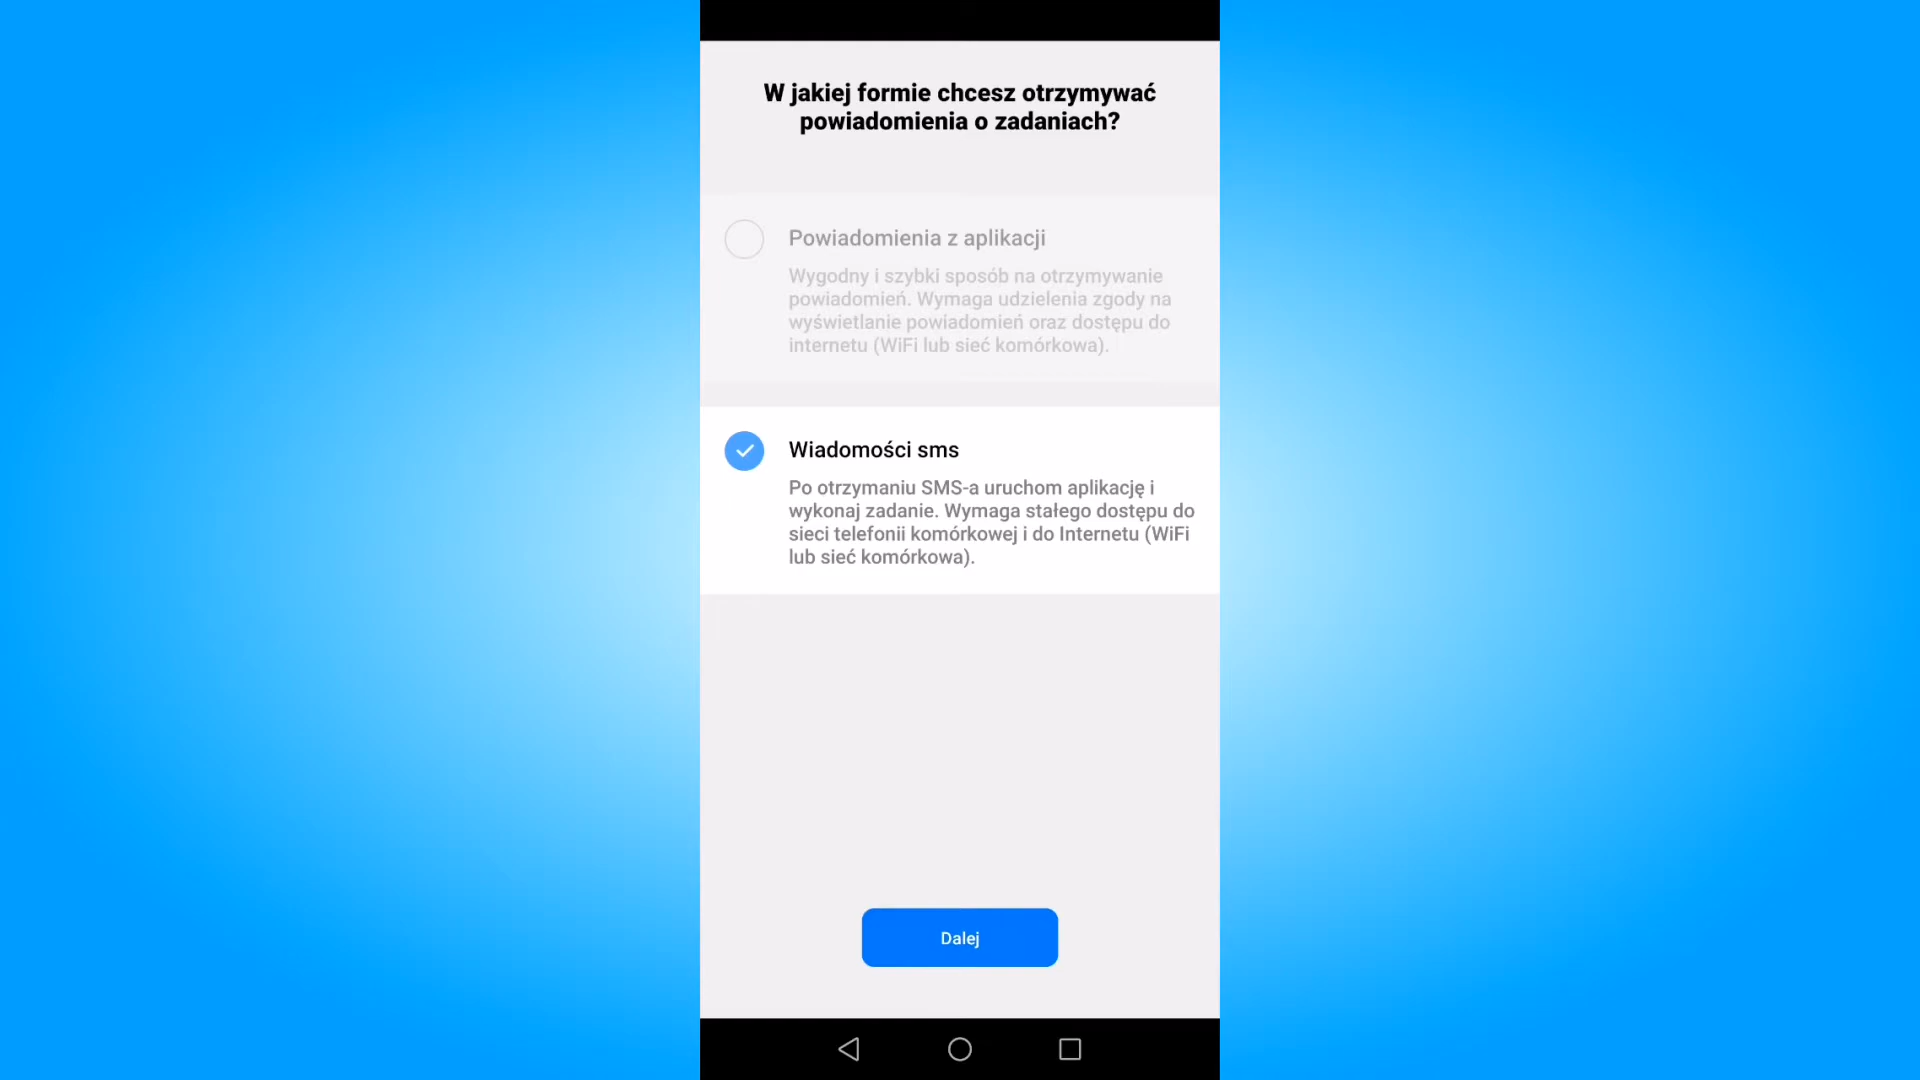 W jakiej formie chcesz otrzymywać
powiadomienia o zadaniach?
Powiadomienia z aplikacji
Wygodny i szybki sposób na otrzymywanie
powiadomień. Wymaga udzielenia zgody na
wyświetlanie powiadomień oraz dostępu do
internetu (WiFi lub sieć komórkowa).
Wiadomości sms
Po otrzymaniu SMS-a uruchom aplikację i
wykonaj zadanie. Wymaga stałego dostępu do
sieci telefonii komórkowej i do Internetu (WiFi
lub sieć komórkowa).
Dalej